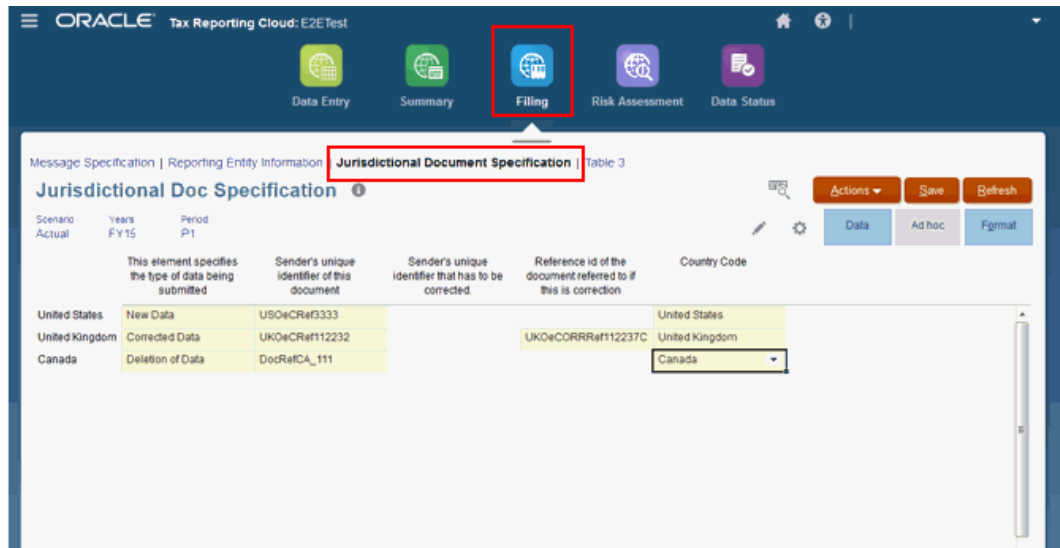 ORACLE Tax Reporting Cloud: E2ETest
Data Entry Summary Filing Risk Assessment Data Status
Message Specification | Reporting Entity Information | Jurisdictional Document Specification | Table 3
Jurisdictional Doc Specification
Actions Save Refresh
Scenario Years Period
Actual FY15 P1
Data Ad hoc Format
This element specifies the type of data being submitted
Sender's unique identifier of this document
Sender's unique identifier that has to be corrected.
Reference id of the document referred to if this is correction
Country Code
United States New Data USOeCRef3333 United States
United Kingdom Corrected Data UKOeCRef112232 UKOeCORRRef112237C United Kingdom
Canada Deletion of Data DocRefCA_111 Canada